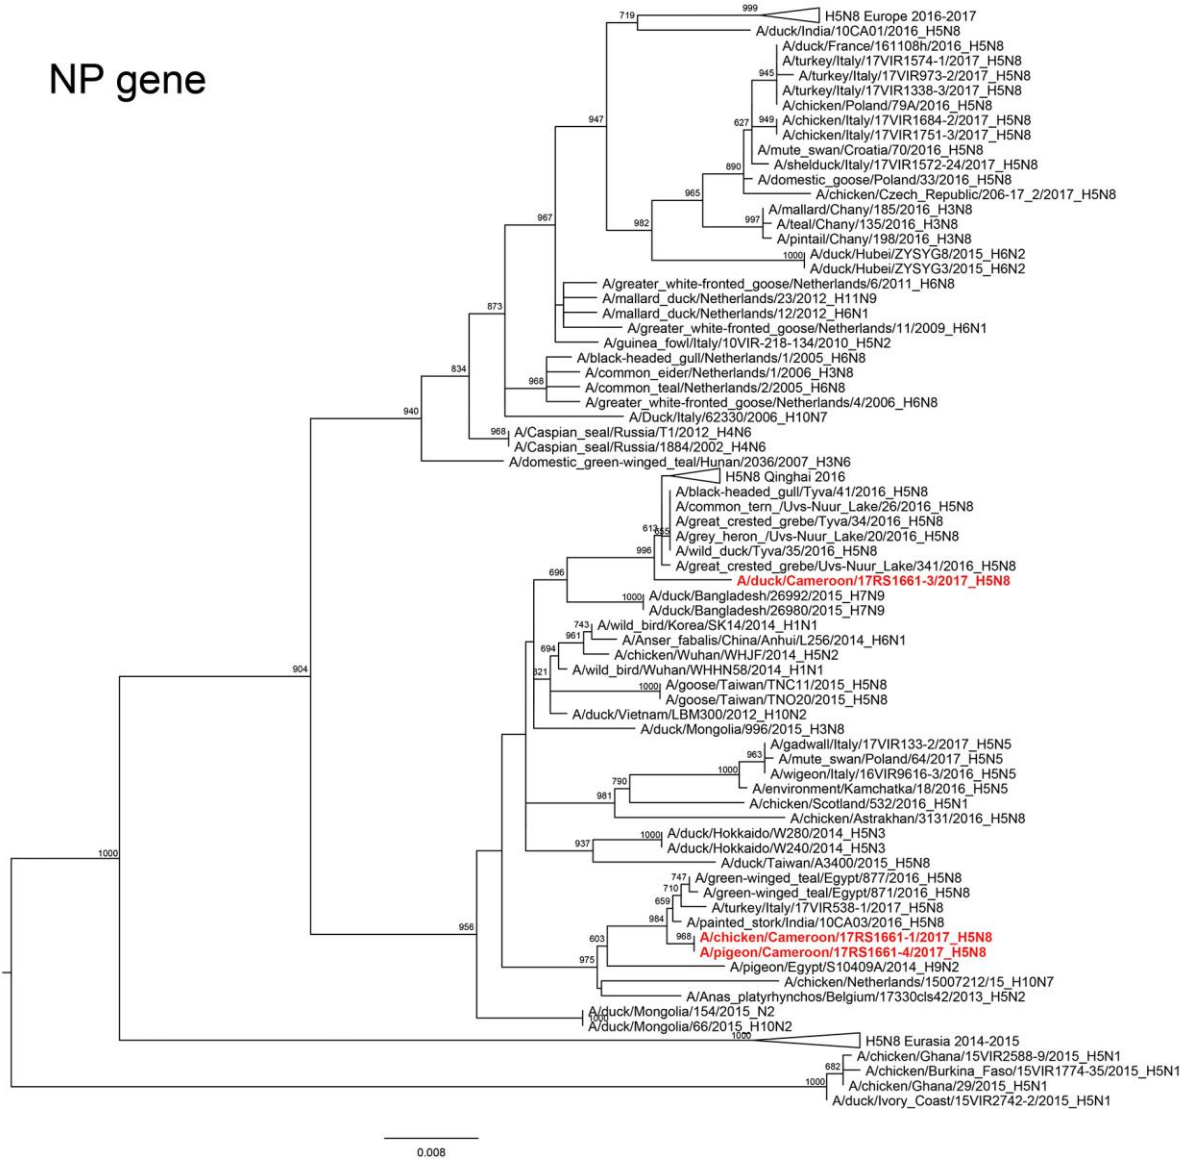 NP gene
999
H5N8 Europe 2016-2017
719
A/duck/India/10CA01/2016_H5N8
A/duck/France/161108h/2016_H5N8
A/turkey/Italy/17VIR1574-1/2017_H5N8
945
A/turkey/Italy/17VIR973-2/2017_H5N8
A/turkey/Italy/17VIR1338-3/2017_H5N8
A/chicken/Poland/79A/2016_H5N8
947
627
949
A/chicken/Italy/17VIR1684-2/2017_H5N8
A/chicken/Italy/17VIR1751-3/2017_H5N8
A/mute_swan/Croatia/70/2016_H5N8
890
A/shelduck/Italy/17VIR1572-24/2017_H5N8
A/domestic_goose/Poland/33/2016_H5N8
965
A/chicken/Czech_Republic/206-17_2/2017_H5N8
A/mallard/Chany/185/2016_H3N8
967
982
997
A/teal/Chany/135/2016_H3N8
A/pintail/Chany/198/2016_H3N8
1000
A/duck/Hubei/ZYSYG8/2015_H6N2
A/duck/Hubei/ZYSYG3/2015_H6N2
A/greater_white-fronted_goose/Netherlands/6/2011_H6N8
A/mallard_duck/Netherlands/23/2012_H11N9
873
A/mallard_duck/Netherlands/12/2012_H6N1
A/greater_white-fronted_goose/Netherlands/11/2009_H6N1
A/guinea_fowl/Italy/10VIR-218-134/2010_H5N2
A/black-headed_gull/Netherlands/1/2005_H6N8
834
A/common_eider/Netherlands/1/2006_H3N8
968
A/common_teal/Netherlands/2/2005_H6N8
A/greater_white-fronted_goose/Netherlands/4/2006_H6N8
940
A/Duck/Italy/62330/2006_H10N7
968
A/Caspian_seal/Russia/T1/2012_H4N6
A/Caspian_seal/Russia/1884/2002_H4N6
A/domestic_green-winged_teal/Hunan/2036/2007_H3N6
H5N8 Qinghai 2016
A/black-headed_gull/Tyva/41/2016_H5N8
A/common_tern_/Uvs-Nuur_Lake/26/2016_H5N8
A/great_crested_grebe/Tyva/34/2016_H5N8
613
655
A/grey_heron_/Uvs-Nuur_Lake/20/2016_H5N8
996
A/wild_duck/Tyva/35/2016_H5N8
A/great_crested_grebe/Uvs-Nuur_Lake/341/2016_H5N8
696
A/duck/Cameroon/17RS1661-3/2017_H5N8
1000
A/duck/Bangladesh/26992/2015_H7N9
A/duck/Bangladesh/26980/2015_H7N9
743
A/wild_bird/Korea/SK14/2014_H1N1
961
A/Anser_fabalis/China/Anhui/L256/2014_H6N1
694
A/chicken/Wuhan/WHJF/2014_H5N2
904
821
A/wild_bird/Wuhan/WHHN58/2014_H1N1
1000
A/goose/Taiwan/TNC11/2015_H5N8
A/goose/Taiwan/TNO20/2015_H5N8
A/duck/Vietnam/LBM300/2012_H10N2
A/duck/Mongolia/996/2015_H3N8
A/gadwall/Italy/17VIR133-2/2017_H5N5
963
A/mute_swan/Poland/64/2017_H5N5
1000
A/wigeon/Italy/16VIR9616-3/2016_H5N5
790
A/environment/Kamchatka/18/2016_H5N5
981
A/chicken/Scotland/532/2016_H5N1
A/chicken/Astrakhan/3131/2016_H5N8
1000
A/duck/Hokkaido/W280/2014_H5N3
937
A/duck/Hokkaido/W240/2014_H5N3
1000
A/duck/Taiwan/A3400/2015_H5N8
747
A/green-winged_teal/Egypt/877/2016_H5N8
710
A/green-winged_teal/Egypt/871/2016_H5N8
659
A/turkey/Italy/17VIR538-1/2017_H5N8
984
A/painted_stork/India/10CA03/2016_H5N8
956
603
968
A/chicken/Cameroon/17RS1661-1/2017_H5N8
A/pigeon/Cameroon/17RS1661-4/2017_H5N8
975
A/pigeon/Egypt/S10409A/2014_H9N2
A/chicken/Netherlands/15007212/15_H10N7
A/Anas_platyrhynchos/Belgium/17330cls42/2013_H5N2
A/duck/Mongolia/154/2015_N2
1000
A/duck/Mongolia/66/2015_H10N2
1000
H5N8 Eurasia 2014-2015
A/chicken/Ghana/15VIR2588-9/2015_H5N1
682
A/chicken/Burkina_Faso/15VIR1774-35/2015_H5N1
1000
A/chicken/Ghana/29/2015_H5N1
A/duck/Ivory_Coast/15VIR2742-2/2015_H5N1
0.008